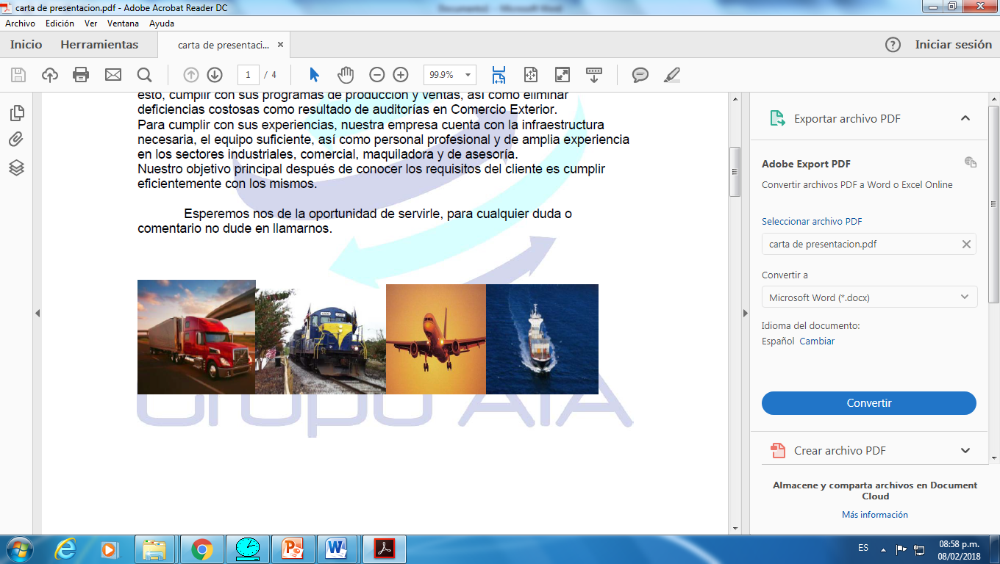 carta de presentacion.pdf - Adobe Acrobat Reader DC
Archivo Edición Ver Ventana Ayuda
Inicio Herramientas carta de presentaci... Iniciar sesión
1 / 4 99.9%
esto, cumplir con sus programas de producción y ventas, así como eliminar
deficiencias costosas como resultado de auditorías en Comercio Exterior.
Para cumplir con sus experiencias, nuestra empresa cuenta con la infraestructura
necesaria, el equipo suficiente, así como personal profesional y de amplia experiencia
en los sectores industriales, comercial, maquiladora y de asesoría.
Nuestro objetivo principal después de conocer los requisitos del cliente es cumplir
eficientemente con los mismos.
Esperemos nos de la oportunidad de servirle, para cualquier duda o
comentario no dude en llamarnos.
Grupo AIA
Exportar archivo PDF
Adobe Export PDF
Convertir archivos PDF a Word o Excel Online
Seleccionar archivo PDF
carta de presentacion.pdf
Convertir a
Microsoft Word (*.docx)
Idioma del documento:
Español Cambiar
Convertir
Crear archivo PDF
Almacene y comparta archivos en Document
Cloud
Más información
ES
08:58 p.m.
08/02/2018